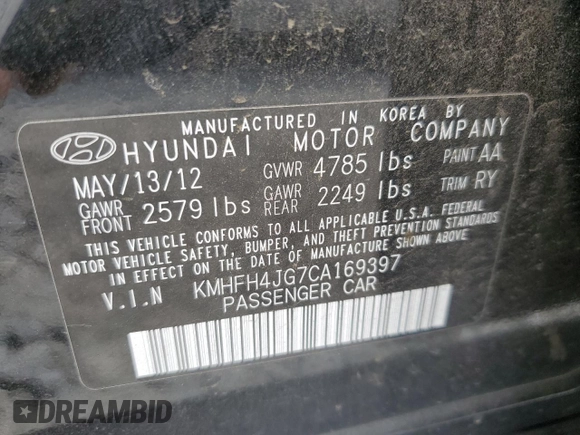 MANUFACTURED IN KOREA BY
HYUNDAI MOTOR COMPANY
MAY/13/12 GVWR 4785 lbs PAINT AA
GAWR FRONT 2579 lbs GAWR REAR 2249 lbs TRIM RY
THIS VEHICLE CONFORMS TO ALL APPLICABLE U.S.A. FEDERAL
MOTOR VEHICLE SAFETY, BUMPER, AND THEFT PREVENTION STANDARDS
IN EFFECT ON THE DATE OF MANUFACTURE SHOWN ABOVE
V.I.N KMHFH4JG7CA169397
PASSENGER CAR
DREAMBID